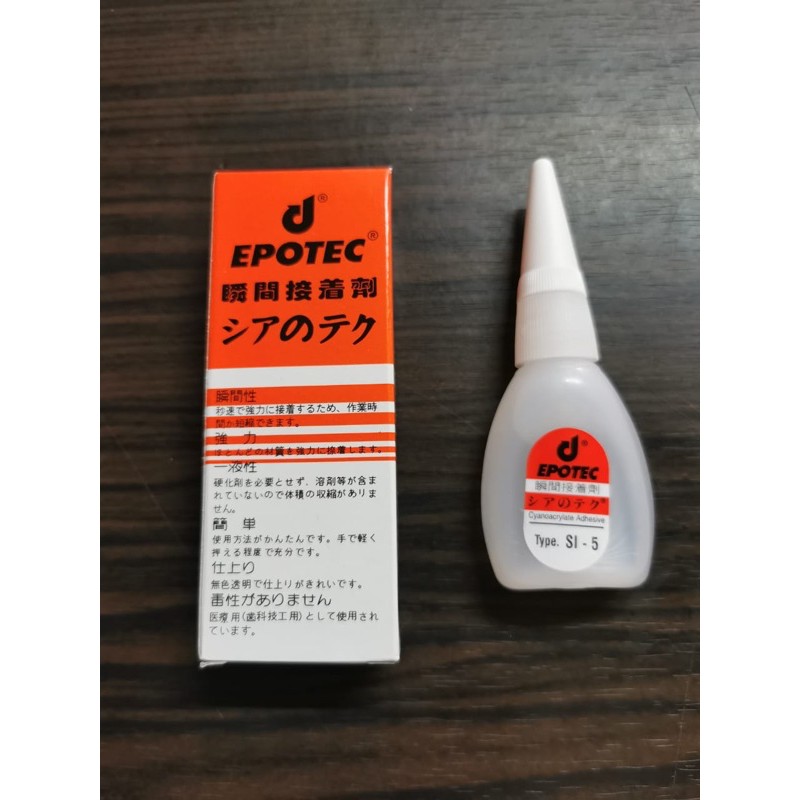 EPOTEC®
瞬間接着劑
シアのテク
瞬間性
秒速で強力に接着するため、作業時
間が短縮できます。
強力
ほとんどの材質を強力に接着します。
一液性
硬化剤を必要とせず、溶剤等が含ま
れていないので体積の収縮がありま
せん。
簡単
使用方法がかんたんです。手で軽く
押える程度で充分です。
仕上り
無色透明で仕上りがきれいです。
毒性がありません
医療用(歯科技工用)として使用され
ています。
EPOTEC
瞬間接着劑
シアのテク®
Cyanoacrylate Adhesive
Type. SI-5